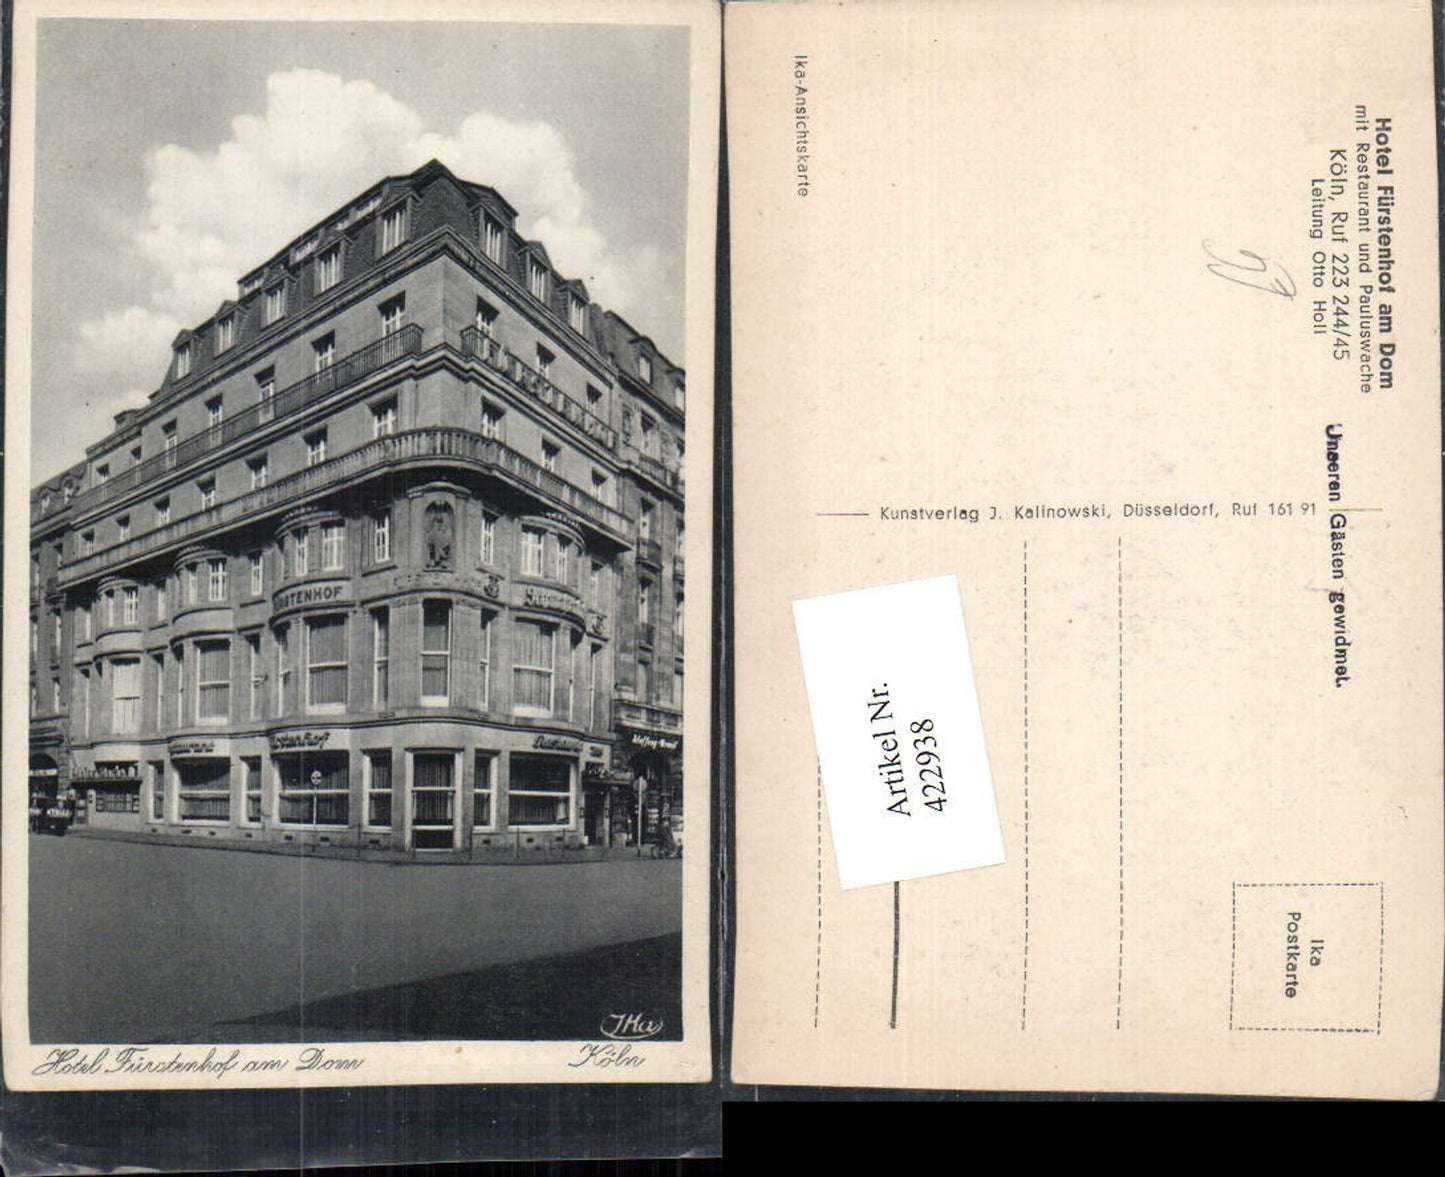 FÜRSTENHOF
Restaurant
IKa
Hotel Fürstenhof am Dom
Köln
Ika-Ansichtskarte
Hotel Fürstenhof am Dom
mit Restaurant und Pauluswache
Köln, Ruf 223 244/45
Leitung Otto Holl
Unseren Gästen gewidmet.
Kunstverlag J. Kalinowski, Düsseldorf, Ruf 161 91
Artikel Nr.
422938
Ika
Postkarte